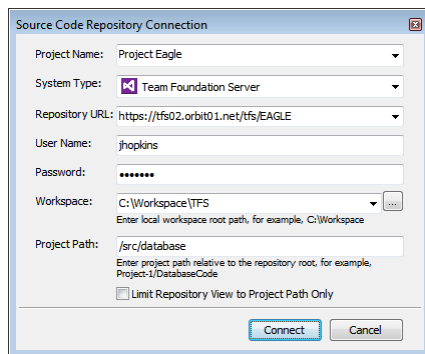 Source Code Repository Connection
Project Name: Project Eagle
System Type: Team Foundation Server
Repository URL: https://tfs02.orbit01.net/tfs/EAGLE
User Name: jhopkins
Password: •••••••
Workspace: C:\Workspace\TFS ...
Enter local workspace root path, for example, C:\Workspace
Project Path: /src/database
Enter project path relative to the repository root, for example,
Project-1/DatabaseCode
Limit Repository View to Project Path Only
Connect Cancel